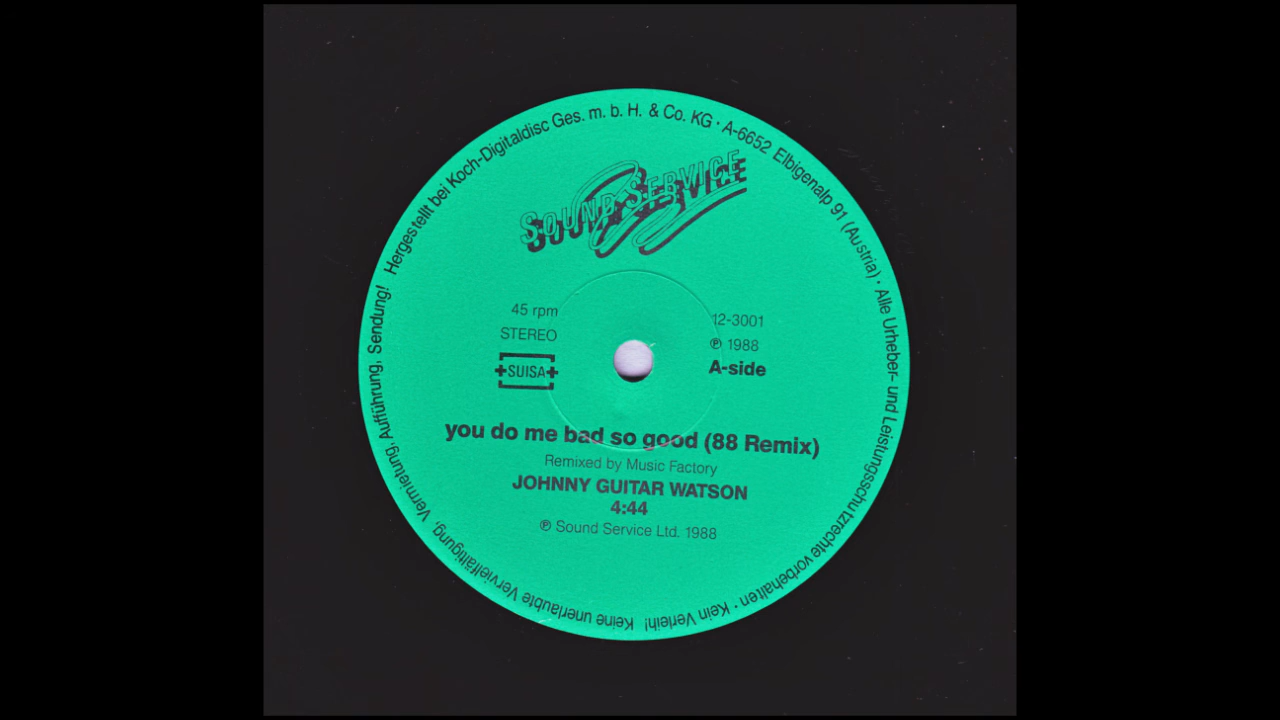 Hergestellt bei Koch-Digitaldisc Ges. m. b. H. & Co. KG · A-6652 Elbigenalp 91 (Austria) · Alle Urheber- und Leistungsschutzrechte vorbehalten · Kein Verleih! Keine unerlaubte Vervielfältigung, Vermietung, Aufführung, Sendung!
SOUND SERVICE
45 rpm
STEREO
SUISA
12-3001
℗ 1988
A-side
you do me bad so good (88 Remix)
Remixed by Music Factory
JOHNNY GUITAR WATSON
4:44
℗ Sound Service Ltd. 1988